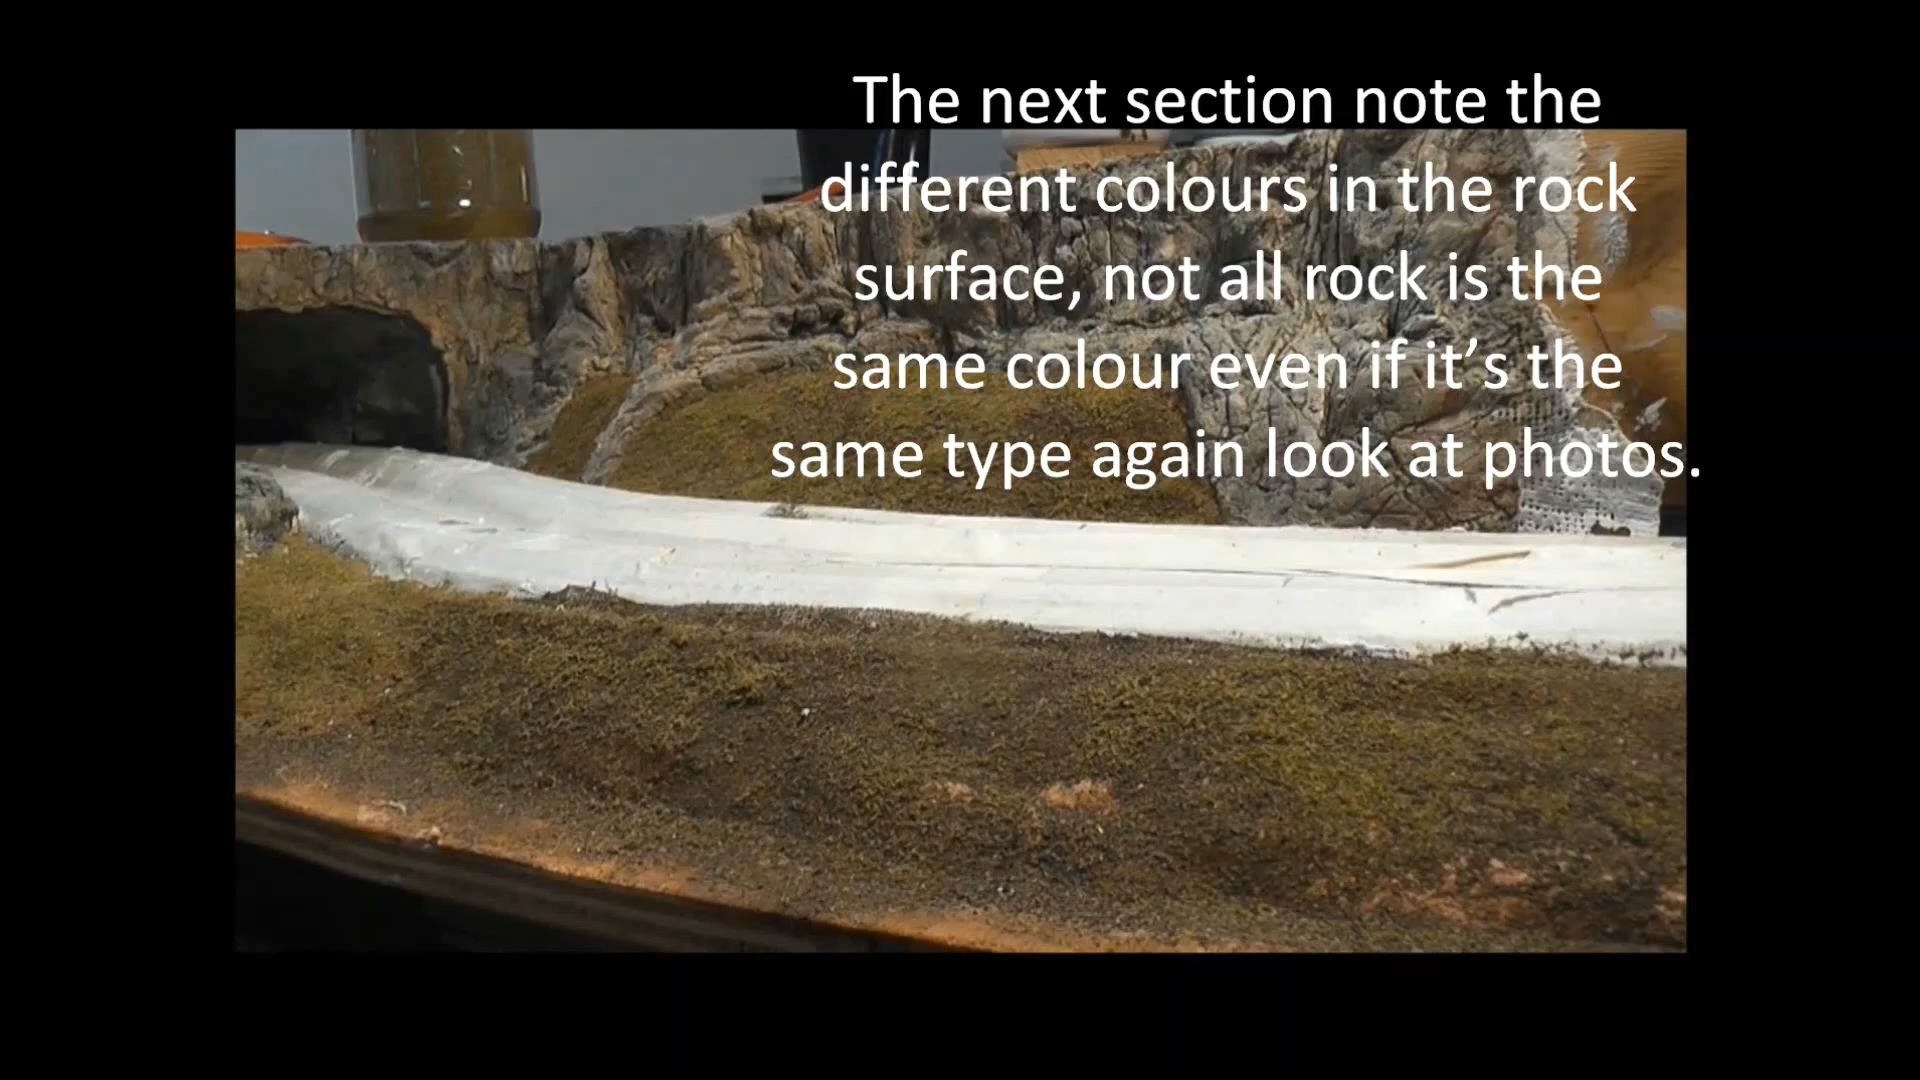 The next section note the
different colours in the rock
surface, not all rock is the
same colour even if it’s the
same type again look at photos.